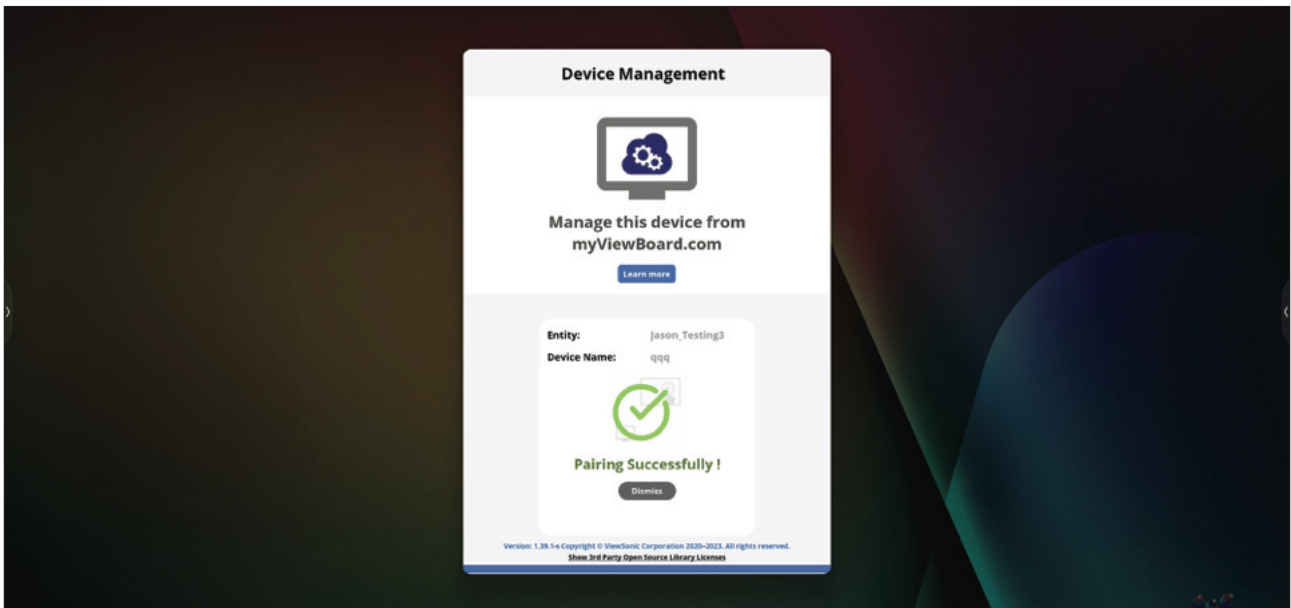 Device Management
Manage this device from
myViewBoard.com
Learn more
Entity: Jason_Testing3
Device Name: qqq
Pairing Successfully !
Dismiss
Version: 1.39.1-s Copyright © ViewSonic Corporation 2020–2023. All rights reserved.
Show 3rd Party Open Source Library Licenses